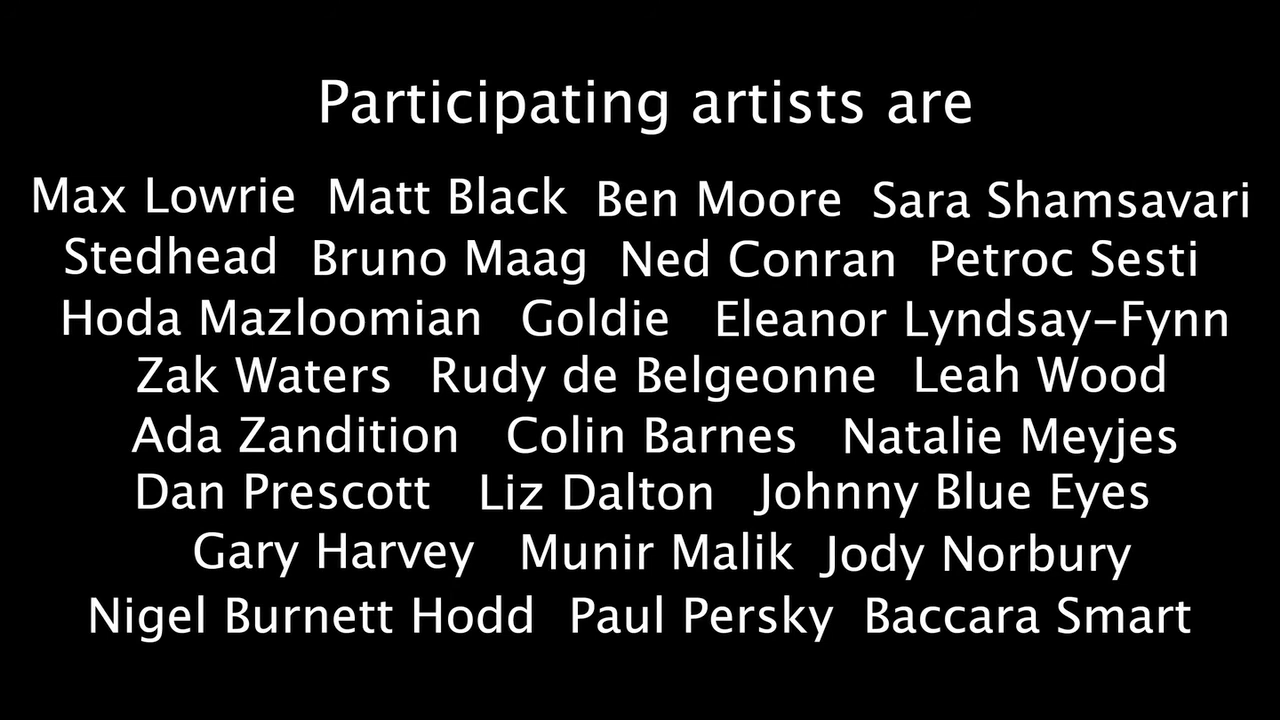 Participating artists are
Max Lowrie Matt Black Ben Moore Sara Shamsavari
Stedhead Bruno Maag Ned Conran Petroc Sesti
Hoda Mazloomian Goldie Eleanor Lyndsay-Fynn
Zak Waters Rudy de Belgeonne Leah Wood
Ada Zandition Colin Barnes Natalie Meyjes
Dan Prescott Liz Dalton Johnny Blue Eyes
Gary Harvey Munir Malik Jody Norbury
Nigel Burnett Hodd Paul Persky Baccara Smart